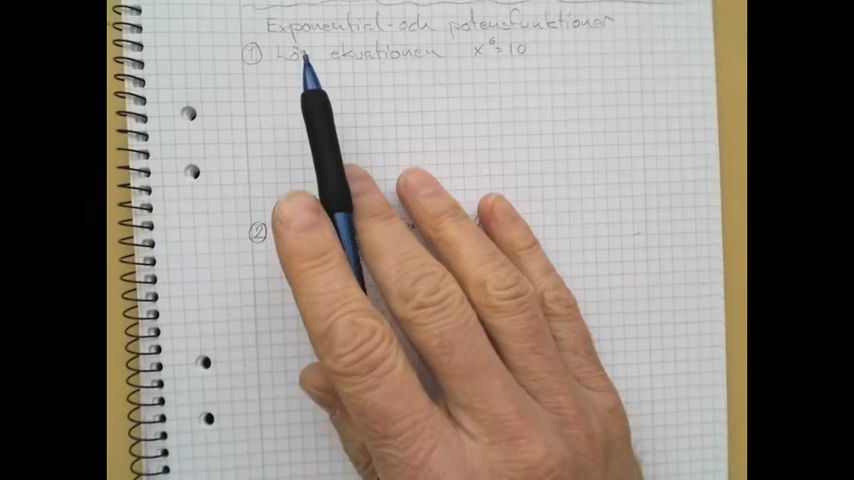 Exponential- och potensfunktioner
① Lös ekvationen x⁶=10
②